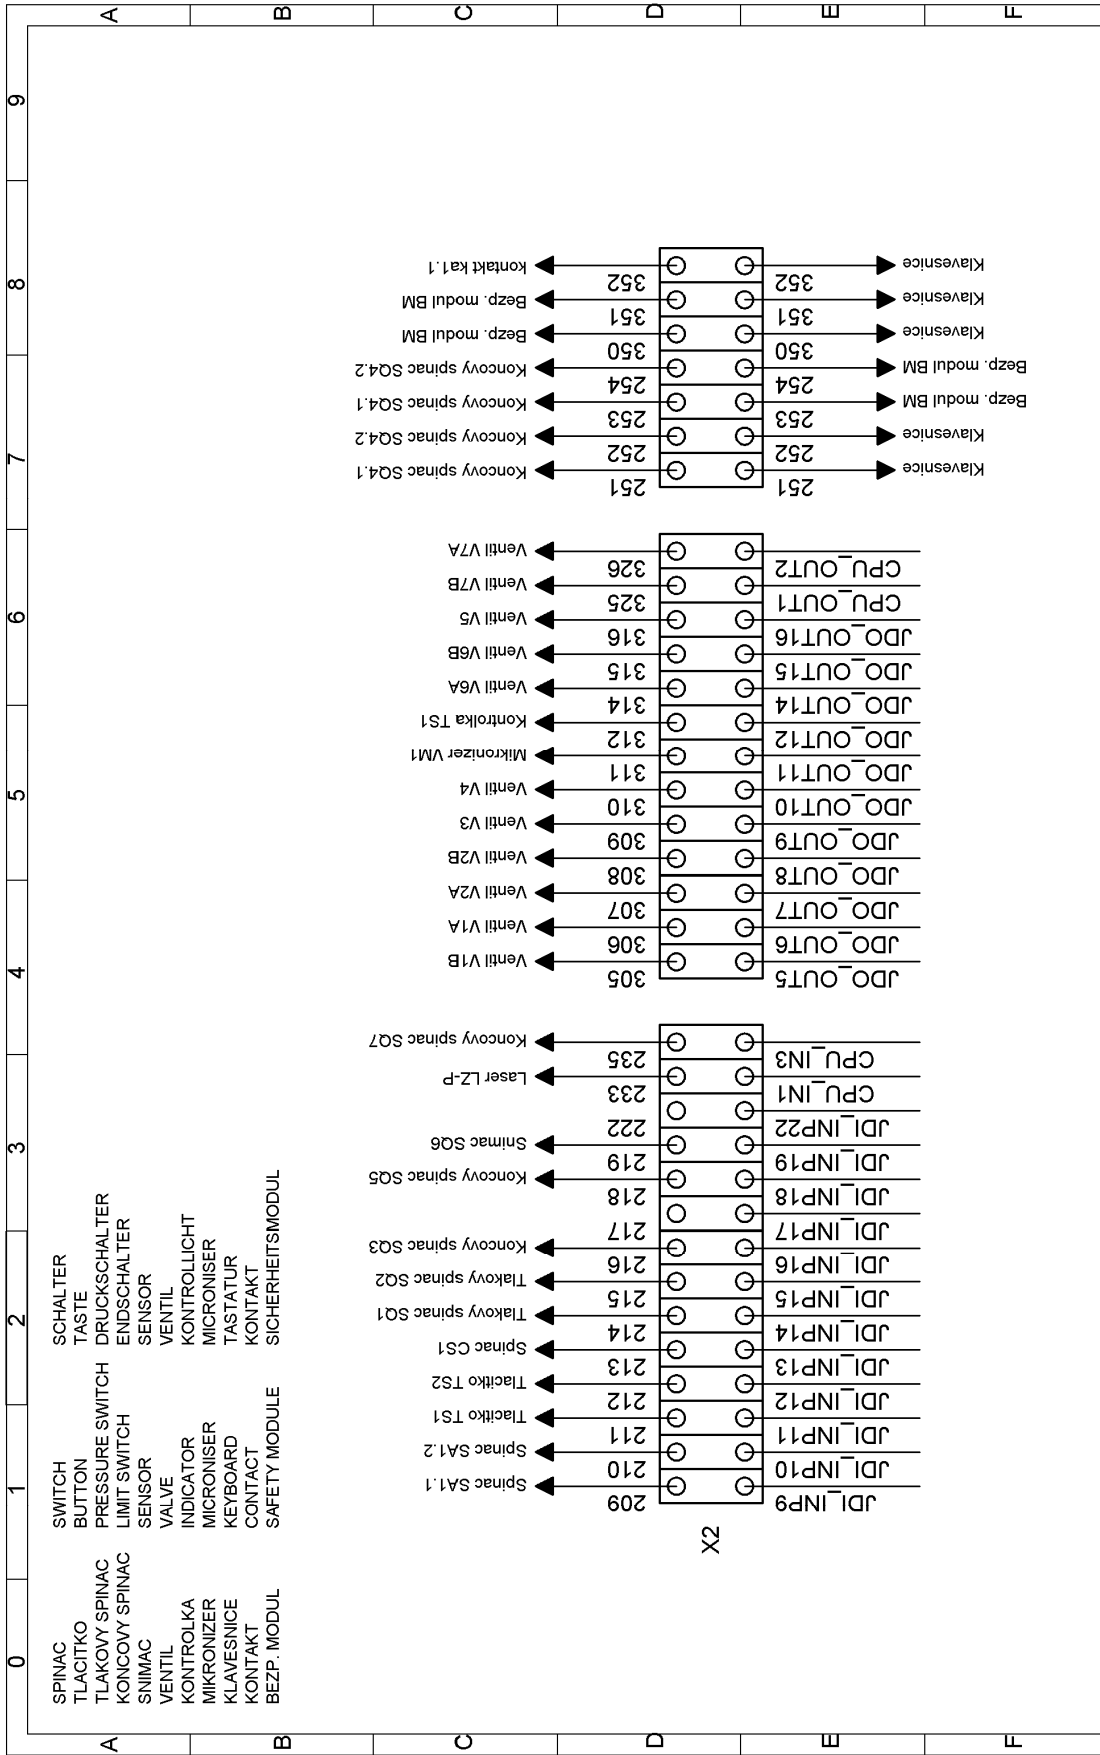 0 1 2 3 4 5 6 7 8 9
A
B
C
D
E
F
A
B
C
D
E
F
SPINAC SWITCH SCHALTER
TLACITKO BUTTON TASTE
TLAKOVY SPINAC PRESSURE SWITCH DRUCKSCHALTER
KONCOVY SPINAC LIMIT SWITCH ENDSCHALTER
SNIMAC SENSOR SENSOR
VENTIL VALVE VENTIL
KONTROLKA INDICATOR KONTROLLICHT
MIKRONIZER MICRONISER MICRONISER
KLAVESNICE KEYBOARD TASTATUR
KONTAKT CONTACT KONTAKT
BEZP. MODUL SAFETY MODULE SICHERHEITSMODUL
X2
Spinac SA1.1 209 JDI_INP9
Spinac SA1.2 210 JDI_INP10
Tlacitko TS1 211 JDI_INP11
Tlacitko TS2 212 JDI_INP12
Spinac CS1 213 JDI_INP13
Tlakovy spinac SQ1 214 JDI_INP14
Tlakovy spinac SQ2 215 JDI_INP15
Koncovy spinac SQ3 216 JDI_INP16
217 JDI_INP17
Koncovy spinac SQ5 218 JDI_INP18
Snimac SQ6 219 JDI_INP19
222 JDI_INP22
Laser LZ-P 233 CPU_IN1
Koncovy spinac SQ7 235 CPU_IN3
Ventil V1B 305 JDO_OUT5
Ventil V1A 306 JDO_OUT6
Ventil V2A 307 JDO_OUT7
Ventil V2B 308 JDO_OUT8
Ventil V3 309 JDO_OUT9
Ventil V4 310 JDO_OUT10
Mikronizer VM1 311 JDO_OUT11
Kontrolka TS1 312 JDO_OUT12
Ventil V6A 314 JDO_OUT14
Ventil V6B 315 JDO_OUT15
Ventil V5 316 JDO_OUT16
Ventil V7B 325 CPU_OUT1
Ventil V7A 326 CPU_OUT2
Koncovy spinac SQ4.1 251 251 Klavesnice
Koncovy spinac SQ4.2 252 252 Klavesnice
Koncovy spinac SQ4.1 253 253 Bezp. modul BM
Koncovy spinac SQ4.2 254 254 Bezp. modul BM
Bezp. modul BM 350 350 Klavesnice
Bezp. modul BM 351 351 Klavesnice
kontakt ka1.1 352 352 Klavesnice